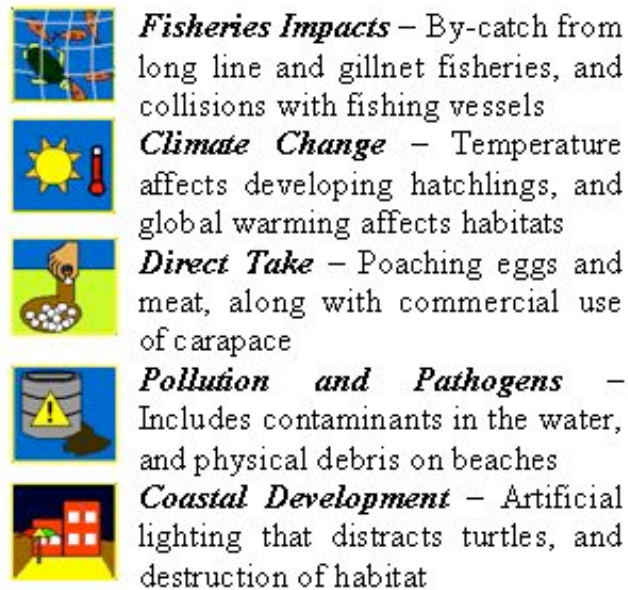 Fisheries Impacts – By-catch from
long line and gillnet fisheries, and
collisions with fishing vessels
Climate Change – Temperature
affects developing hatchlings, and
global warming affects habitats
Direct Take – Poaching eggs and
meat, along with commercial use
of carapace
Pollution and Pathogens –
Includes contaminants in the water,
and physical debris on beaches
Coastal Development – Artificial
lighting that distracts turtles, and
destruction of habitat